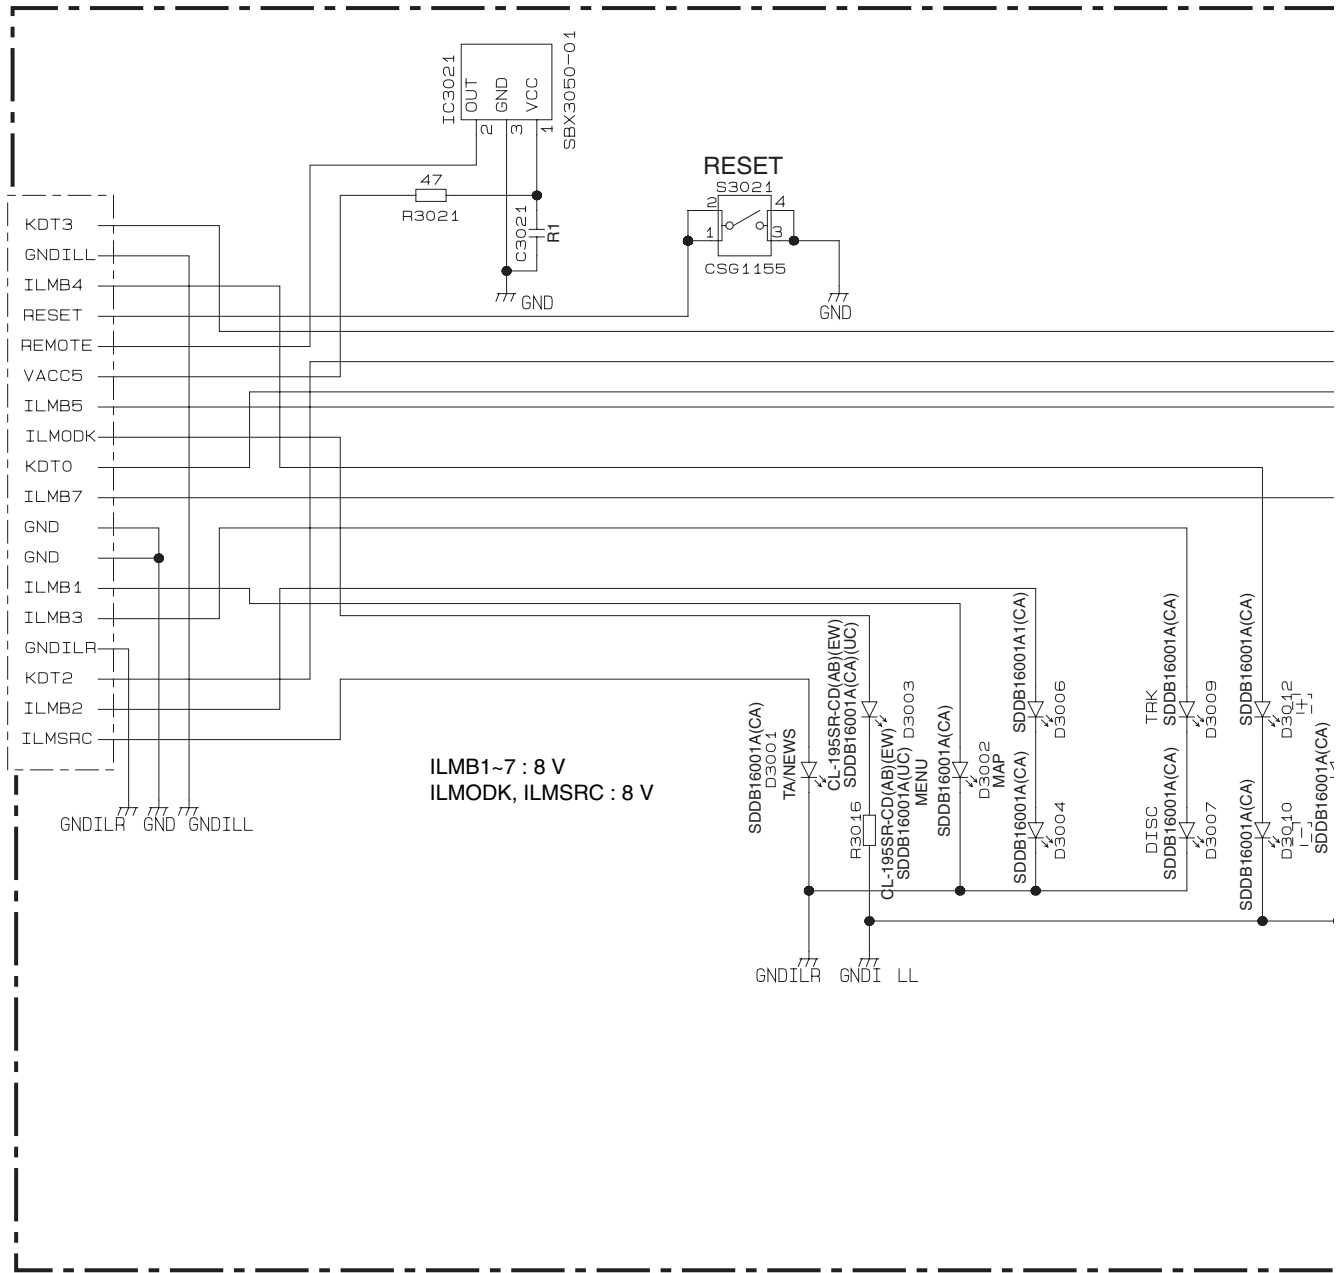 IC3021
OUT
GND
VCC
2
3
1
SBX3050-01
RESET
S3021
2
4
1
3
CSG1155
GND
47
R3021
C3021
R1
GND
KDT3
GNDILL
ILMB4
RESET
REMOTE
VACC5
ILMB5
ILMODK
KDT0
ILMB7
GND
GND
ILMB1
ILMB3
GNDILR
KDT2
ILMB2
ILMSRC
GNDILR
GND
GNDILL
ILMB1~7 : 8 V
ILMODK, ILMSRC : 8 V
SDDB16001A(CA)
D3001
TA/NEWS
CL-195SR-CD(AB)(EW)
SDDB16001A(CA)(UC)
D3003
R3016
CL-195SR-CD(AB)(EW)
SDDB16001A(UC)
MENU
SDDB16001A(CA)
D3002
MAP
SDDB16001A1(CA)
D3006
SDDB16001A(CA)
D3004
TRK
SDDB16001A(CA)
D3009
DISC
SDDB16001A(CA)
D3007
SDDB16001A(CA)
D3012
[+]
SDDB16001A(CA)
D3010
[-]
SDDB16001A(CA)
GNDILR
GNDI LL